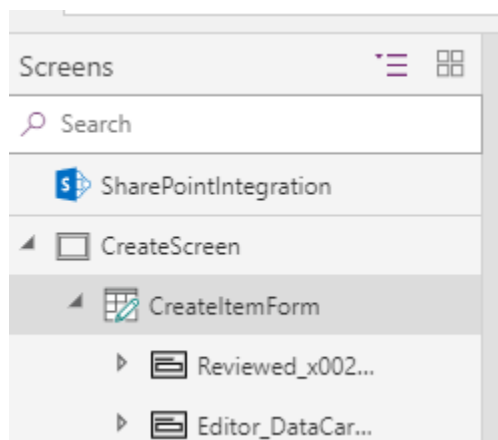 Screens
Search
SharePointIntegration
CreateScreen
CreateItemForm
Reviewed_x002...
Editor_DataCar...